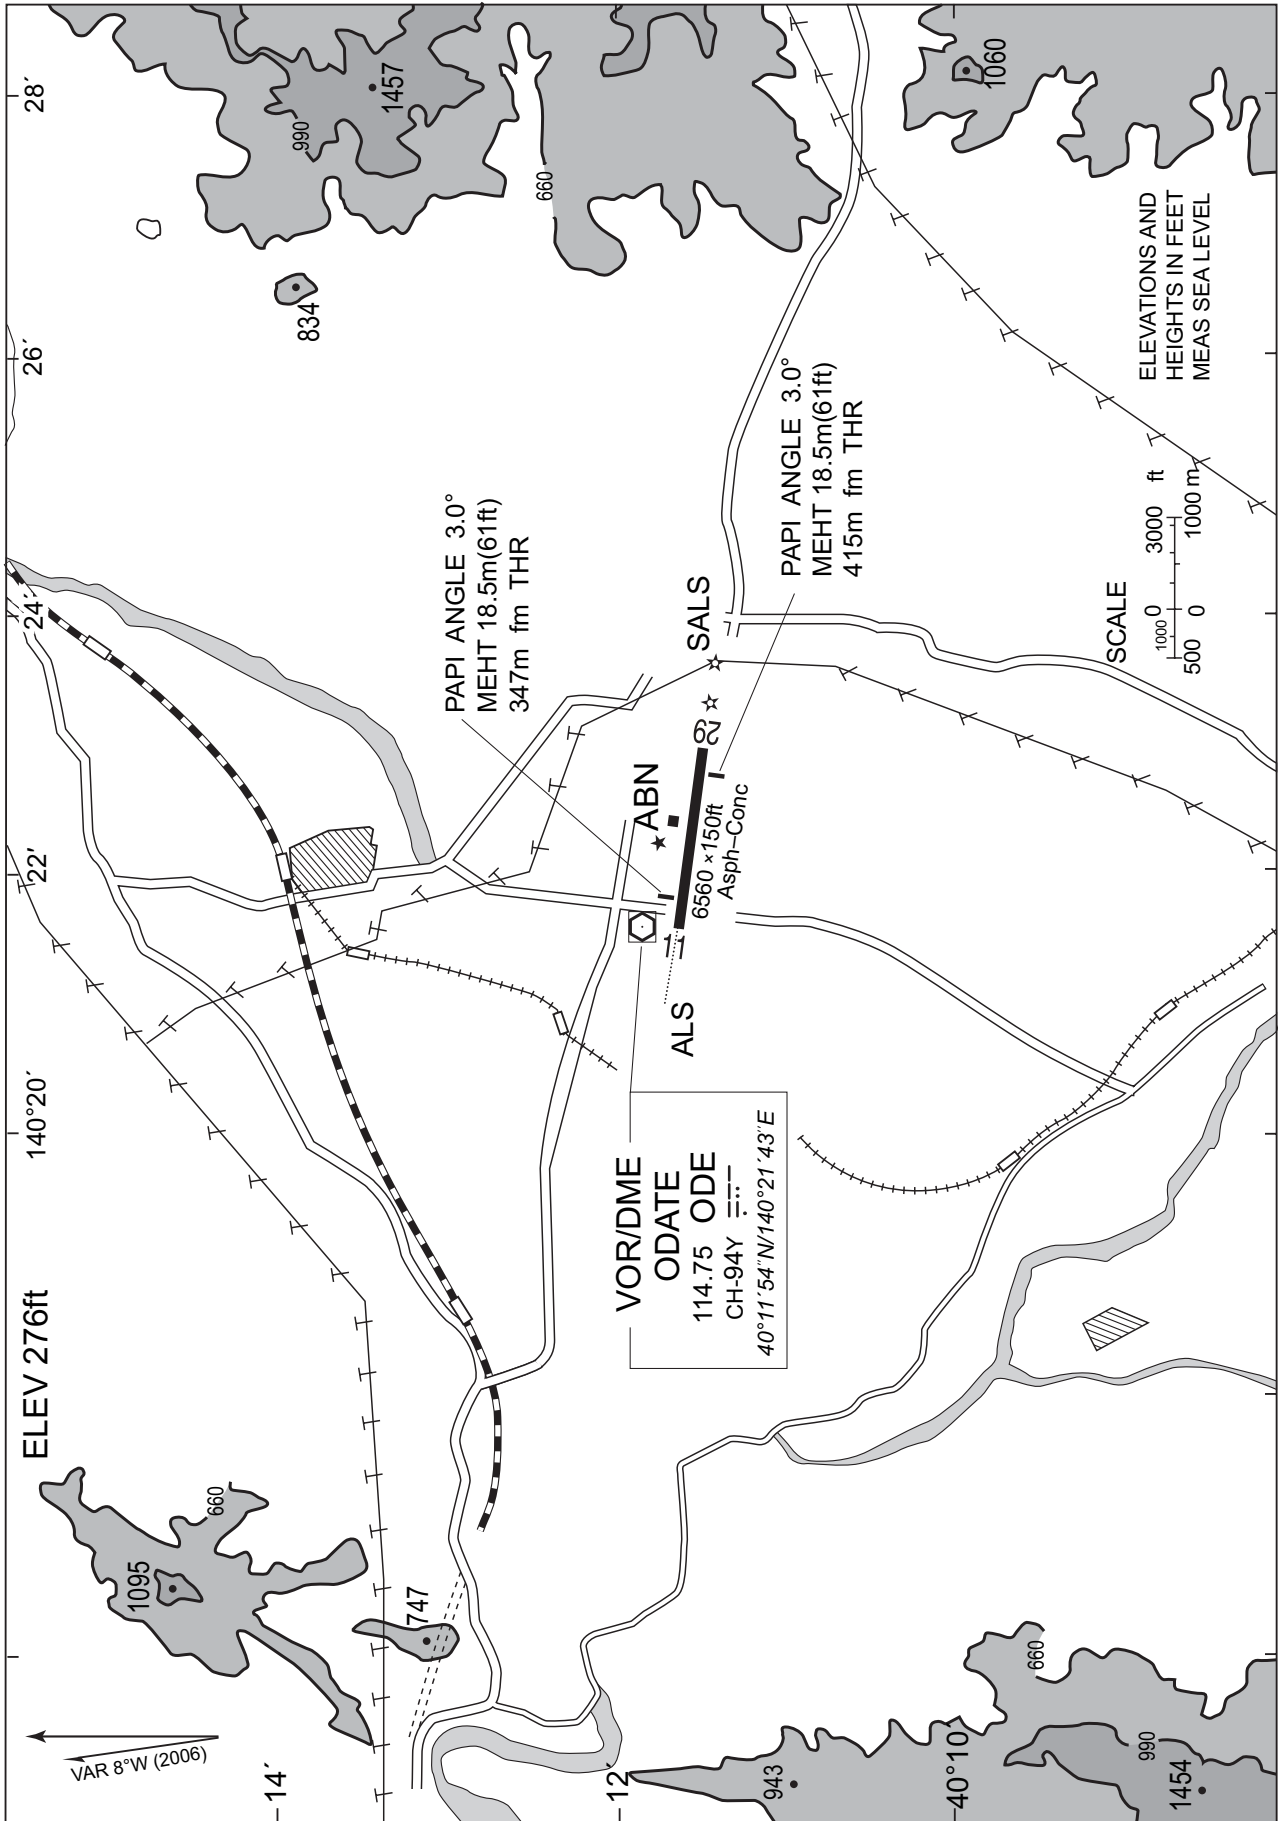 ELEV 276ft
VAR 8°W (2006)
140°20′
22′
24′
26′
28′
14′
12
40°10
1095
660
747
943
990
1454
660
834
990
1457
660
1060
VOR/DME
ODATE
114.75 ODE
CH-94Y
40°11′54″N/140°21′43″E
PAPI ANGLE 3.0°
MEHT 18.5m(61ft)
347m fm THR
ABN
SALS
ALS
11
29
6560×150ft
Asph-Conc
PAPI ANGLE 3.0°
MEHT 18.5m(61ft)
415m fm THR
SCALE
1000 0 3000 ft
500 0 1000 m
ELEVATIONS AND
HEIGHTS IN FEET
MEAS SEA LEVEL